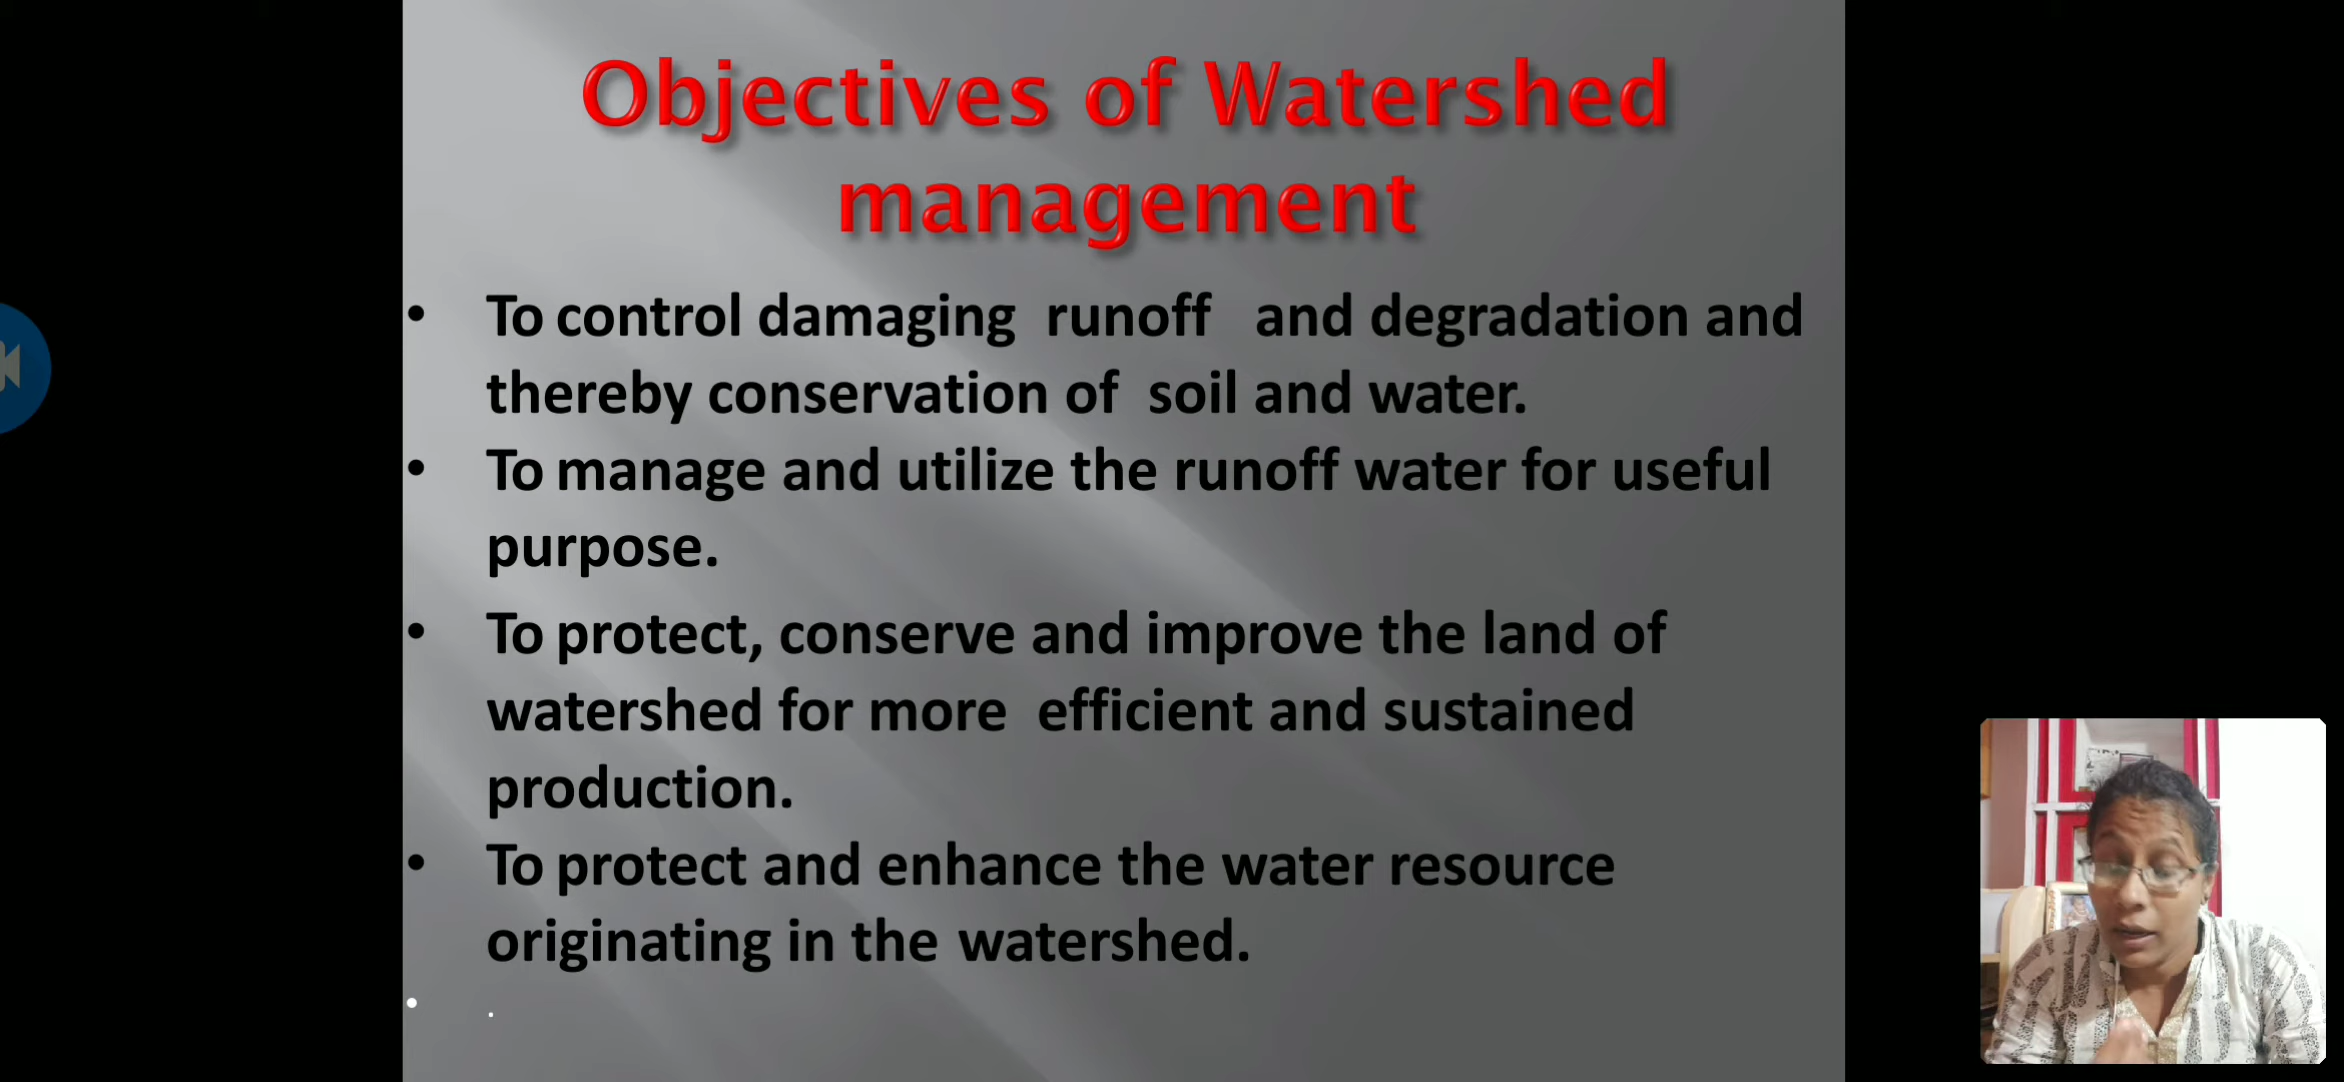 Objectives of Watershed
management
• To control damaging runoff and degradation and
thereby conservation of soil and water.
• To manage and utilize the runoff water for useful
purpose.
• To protect, conserve and improve the land of
watershed for more efficient and sustained
production.
• To protect and enhance the water resource
originating in the watershed.
• .